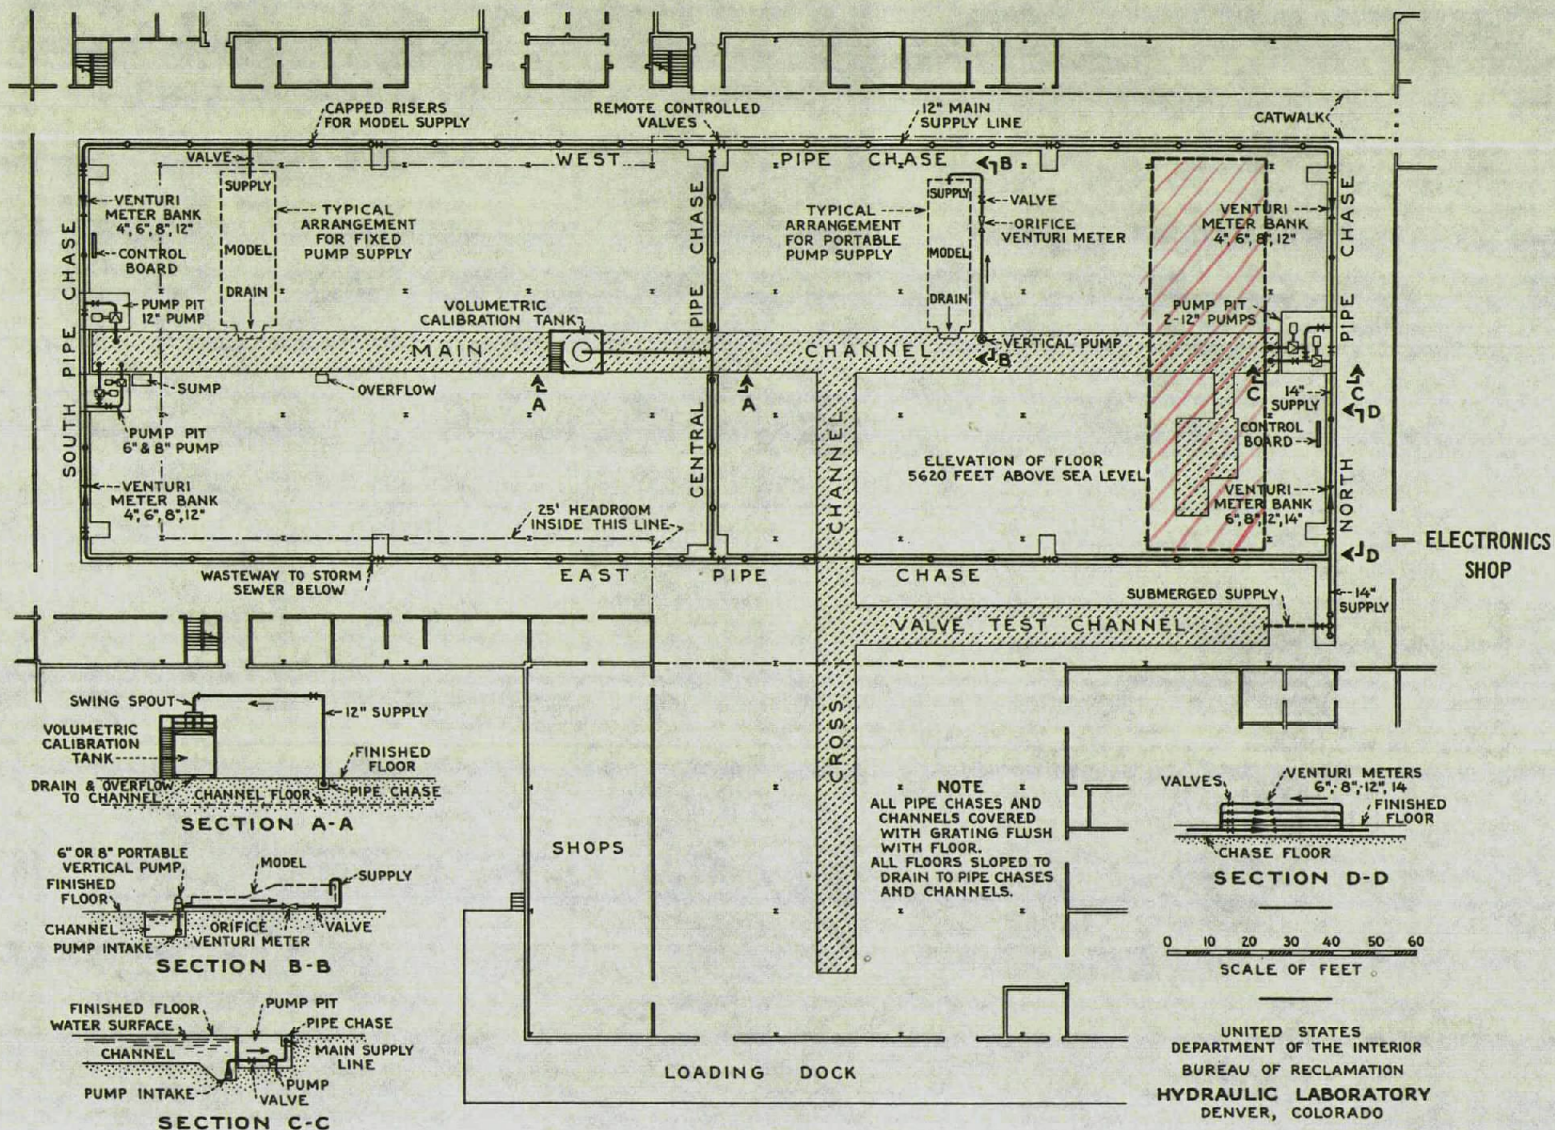 CAPPED RISERS
FOR MODEL SUPPLY
REMOTE CONTROLLED
VALVES
12" MAIN
SUPPLY LINE
CATWALK
VALVE
WEST
PIPE CHASE
B
SUPPLY
MODEL
DRAIN
VENTURI
METER BANK
4", 6", 8", 12"
CONTROL
BOARD
TYPICAL
ARRANGEMENT
FOR FIXED
PUMP SUPPLY
PIPE CHASE
TYPICAL
ARRANGEMENT
FOR PORTABLE
PUMP SUPPLY
SUPPLY
MODEL
DRAIN
VALVE
ORIFICE
VENTURI METER
VENTURI
METER BANK
4", 6", 8", 12"
PIPE CHASE
SOUTH PIPE CHASE
PUMP PIT
12" PUMP
VOLUMETRIC
CALIBRATION
TANK
PUMP PIT
2-12" PUMPS
MAIN
CHANNEL
VERTICAL PUMP
B
SUMP
OVERFLOW
A
A
C
C
14"
SUPPLY
D
PUMP PIT
6" & 8" PUMP
CENTRAL
CHANNEL
CONTROL
BOARD
ELEVATION OF FLOOR
5620 FEET ABOVE SEA LEVEL
VENTURI
METER BANK
4", 6", 8", 12"
25' HEADROOM
INSIDE THIS LINE
VENTURI
METER BANK
6", 8", 12", 14"
NORTH
D
ELECTRONICS
SHOP
WASTEWAY TO STORM
SEWER BELOW
EAST
PIPE
CHASE
SUBMERGED SUPPLY
14"
SUPPLY
VALVE TEST CHANNEL
SWING SPOUT
12" SUPPLY
VOLUMETRIC
CALIBRATION
TANK
FINISHED
FLOOR
DRAIN & OVERFLOW
TO CHANNEL
CHANNEL FLOOR
PIPE CHASE
SECTION A-A
CROSS
VALVES
VENTURI METERS
6", 8", 12", 14
FINISHED
FLOOR
CHASE FLOOR
SECTION D-D
NOTE
ALL PIPE CHASES AND
CHANNELS COVERED
WITH GRATING FLUSH
WITH FLOOR.
ALL FLOORS SLOPED TO
DRAIN TO PIPE CHASES
AND CHANNELS.
SHOPS
6" OR 8" PORTABLE
VERTICAL PUMP
FINISHED
FLOOR
MODEL
SUPPLY
CHANNEL
PUMP INTAKE
ORIFICE
VENTURI METER
VALVE
SECTION B-B
0 10 20 30 40 50 60
SCALE OF FEET
FINISHED FLOOR
WATER SURFACE
PUMP PIT
PIPE CHASE
CHANNEL
MAIN SUPPLY
LINE
PUMP INTAKE
PUMP
VALVE
SECTION C-C
LOADING DOCK
UNITED STATES
DEPARTMENT OF THE INTERIOR
BUREAU OF RECLAMATION
HYDRAULIC LABORATORY
DENVER, COLORADO